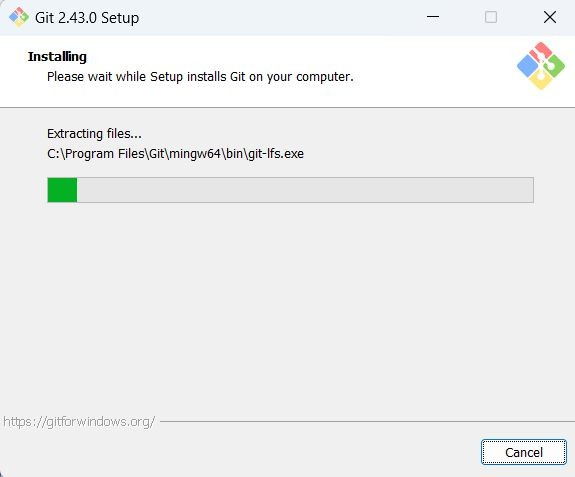 Git 2.43.0 Setup
Installing
Please wait while Setup installs Git on your computer.
Extracting files...
C:\Program Files\Git\mingw64\bin\git-lfs.exe
https://gitforwindows.org/
Cancel